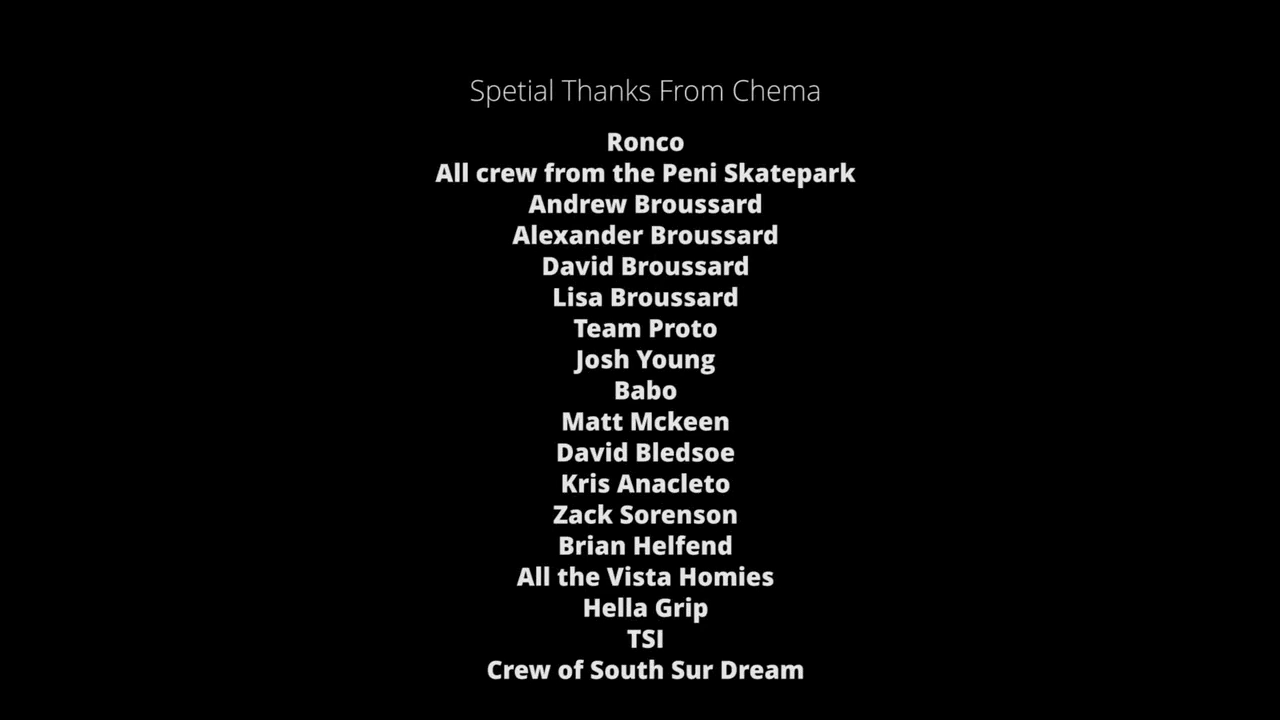 Spetial Thanks From Chema
Ronco
All crew from the Peni Skatepark
Andrew Broussard
Alexander Broussard
David Broussard
Lisa Broussard
Team Proto
Josh Young
Babo
Matt Mckeen
David Bledsoe
Kris Anacleto
Zack Sorenson
Brian Helfend
All the Vista Homies
Hella Grip
TSI
Crew of South Sur Dream